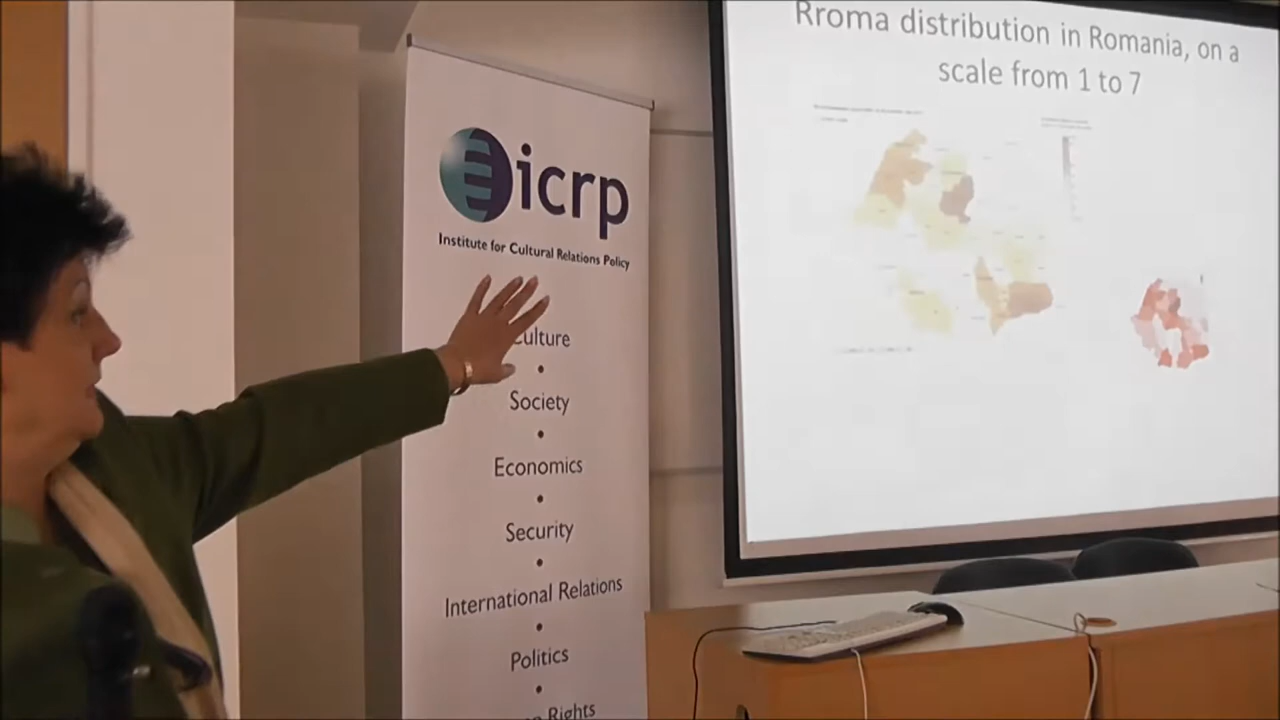 icrp
Institute for Cultural Relations Policy
Culture
•
Society
•
Economics
•
Security
•
International Relations
•
Politics
•
Rights
Rroma distribution in Romania, on a
scale from 1 to 7